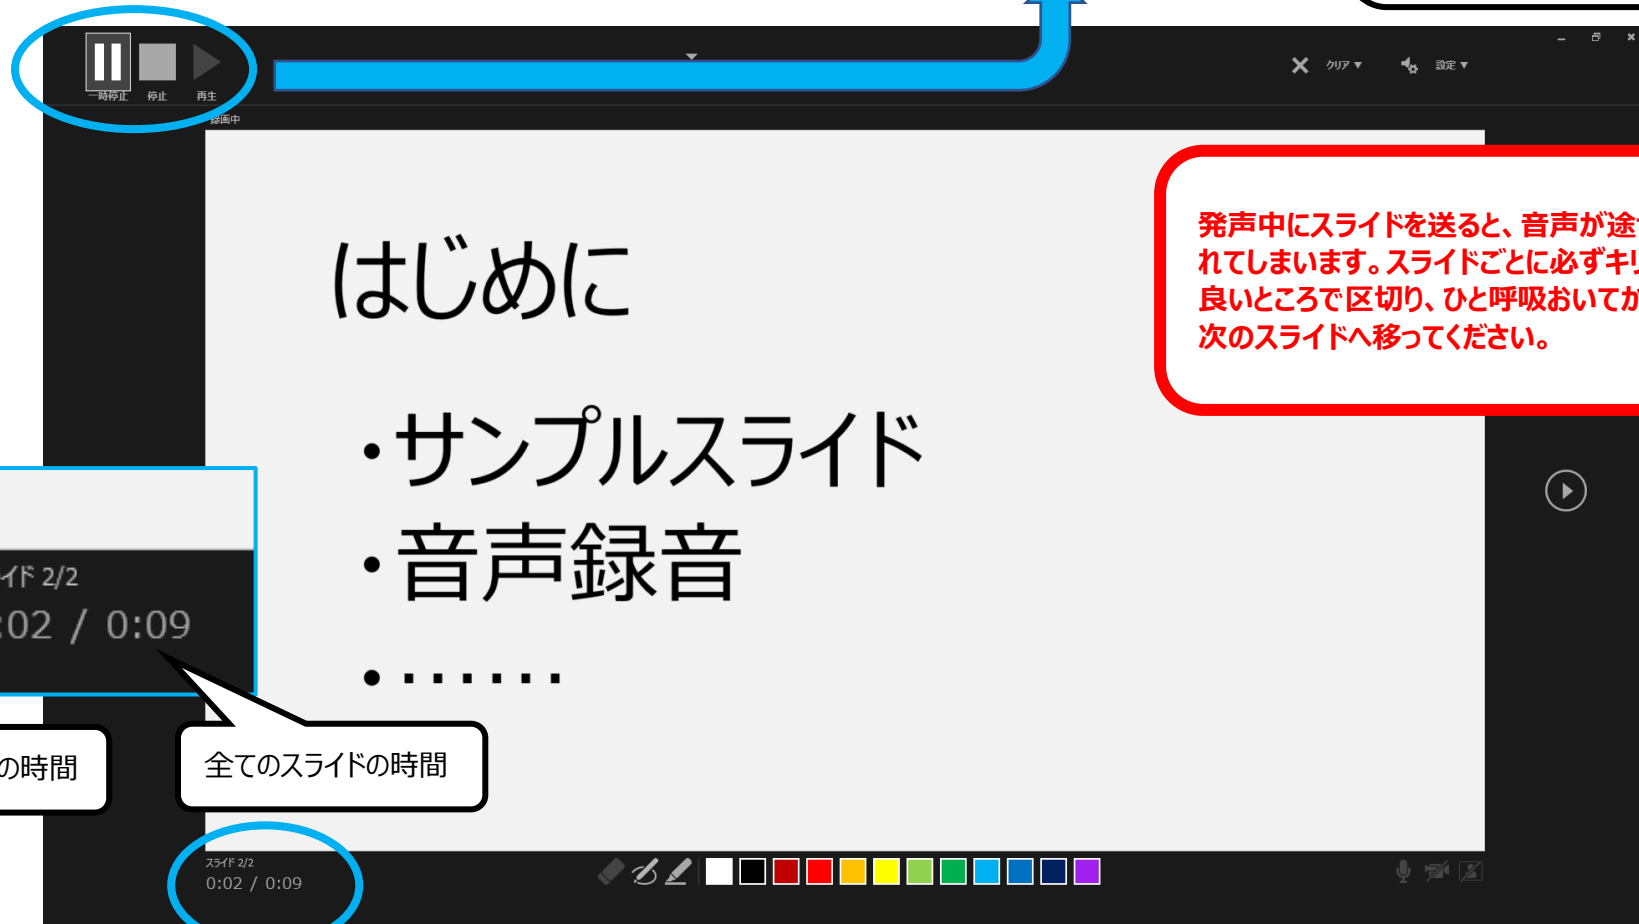 一時停止 停止 再生
クリア ▼ 設定 ▼
録画中
はじめに
・サンプルスライド
・音声録音
・……
発声中にスライドを送ると、音声が途
れてしまいます。スライドごとに必ずキリ
良いところで区切り、ひと呼吸おいてか
次のスライドへ移ってください。
イド 2/2
:02 / 0:09
の時間
全てのスライドの時間
スライド 2/2
0:02 / 0:09